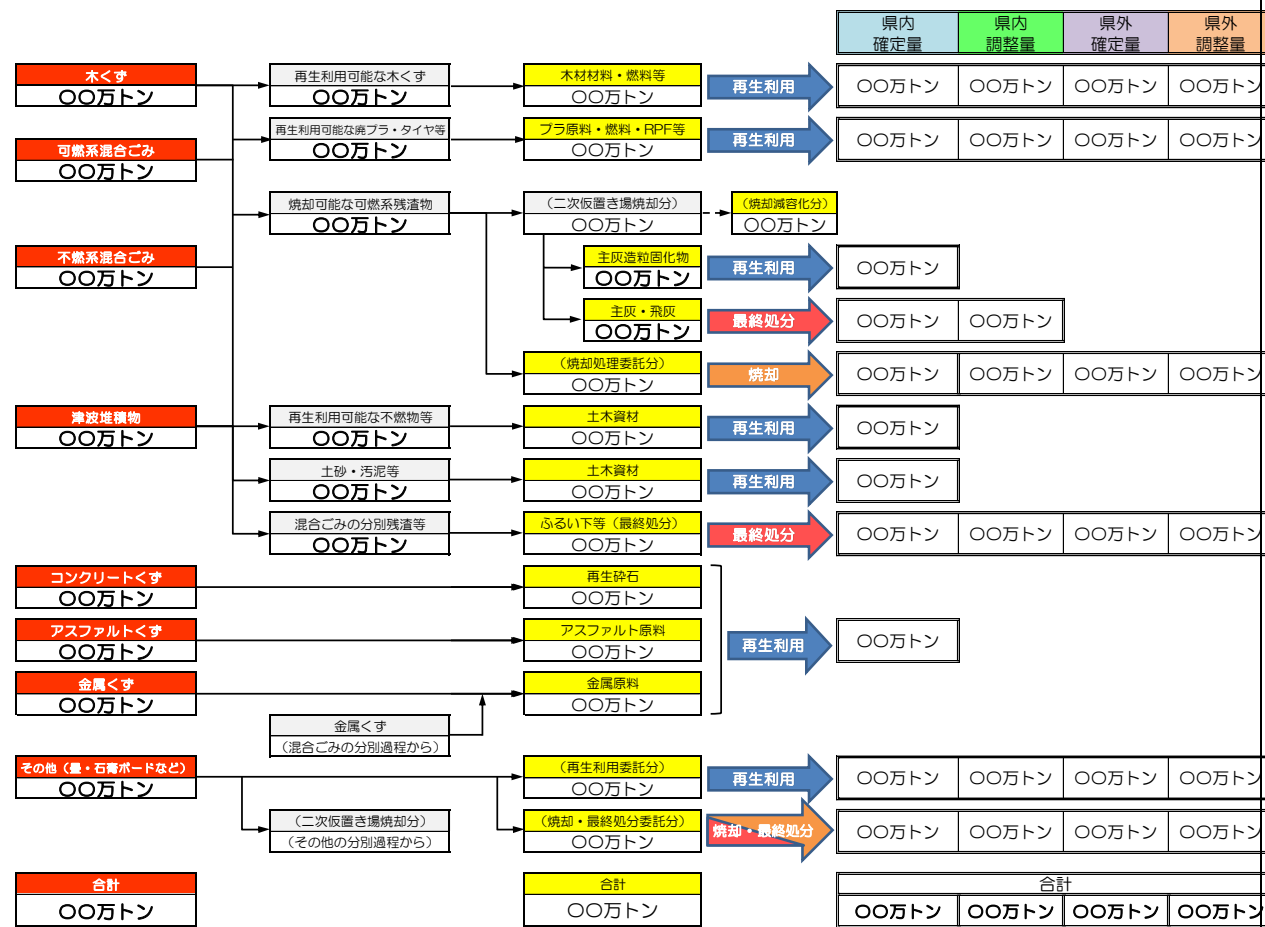 県内
確定量
県内
調整量
県外
確定量
県外
調整量
木くず
〇〇万トン
再生利用可能な木くず
〇〇万トン
木材材料・燃料等
〇〇万トン
再生利用
〇〇万トン
〇〇万トン
〇〇万トン
〇〇万トン
可燃系混合ごみ
〇〇万トン
再生利用可能な廃プラ・タイヤ等
〇〇万トン
プラ原料・燃料・RPF等
〇〇万トン
再生利用
〇〇万トン
〇〇万トン
〇〇万トン
〇〇万トン
焼却可能な可燃系残渣物
〇〇万トン
(二次仮置き場焼却分)
〇〇万トン
(焼却減容化分)
〇〇万トン
不燃系混合ごみ
〇〇万トン
主灰造粒固化物
〇〇万トン
再生利用
〇〇万トン
主灰・飛灰
〇〇万トン
最終処分
〇〇万トン
〇〇万トン
(焼却処理委託分)
〇〇万トン
焼却
〇〇万トン
〇〇万トン
〇〇万トン
〇〇万トン
津波堆積物
〇〇万トン
再生利用可能な不燃物等
〇〇万トン
土木資材
〇〇万トン
再生利用
〇〇万トン
土砂・汚泥等
〇〇万トン
土木資材
〇〇万トン
再生利用
〇〇万トン
混合ごみの分別残渣等
〇〇万トン
ふるい下等(最終処分)
〇〇万トン
最終処分
〇〇万トン
〇〇万トン
〇〇万トン
〇〇万トン
コンクリートくず
〇〇万トン
再生砕石
〇〇万トン
アスファルトくず
〇〇万トン
アスファルト原料
〇〇万トン
再生利用
〇〇万トン
金属くず
〇〇万トン
金属原料
〇〇万トン
金属くず
(混合ごみの分別過程から)
その他(畳・石膏ボードなど)
〇〇万トン
(再生利用委託分)
〇〇万トン
再生利用
〇〇万トン
〇〇万トン
〇〇万トン
〇〇万トン
(二次仮置き場焼却分)
(その他の分別過程から)
(焼却・最終処分委託分)
〇〇万トン
焼却・最終処分
〇〇万トン
〇〇万トン
〇〇万トン
〇〇万トン
合計
〇〇万トン
合計
〇〇万トン
合計
〇〇万トン
〇〇万トン
〇〇万トン
〇〇万トン